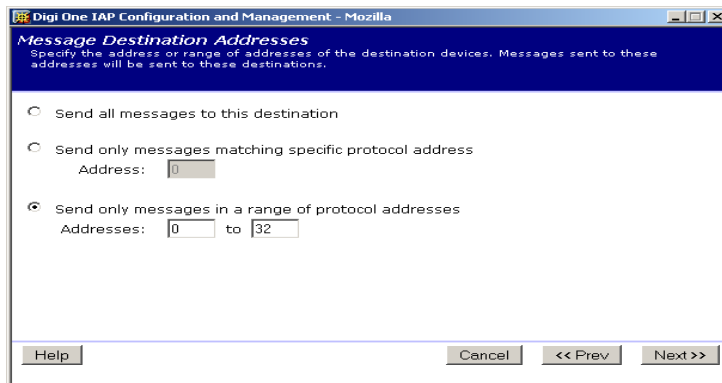 Digi One IAP Configuration and Management - Mozilla
Message Destination Addresses
Specify the address or range of addresses of the destination devices. Messages sent to these
addresses will be sent to these destinations.
Send all messages to this destination
Send only messages matching specific protocol address
Address: 0
Send only messages in a range of protocol addresses
Addresses: 0 to 32
Help Cancel << Prev Next >>